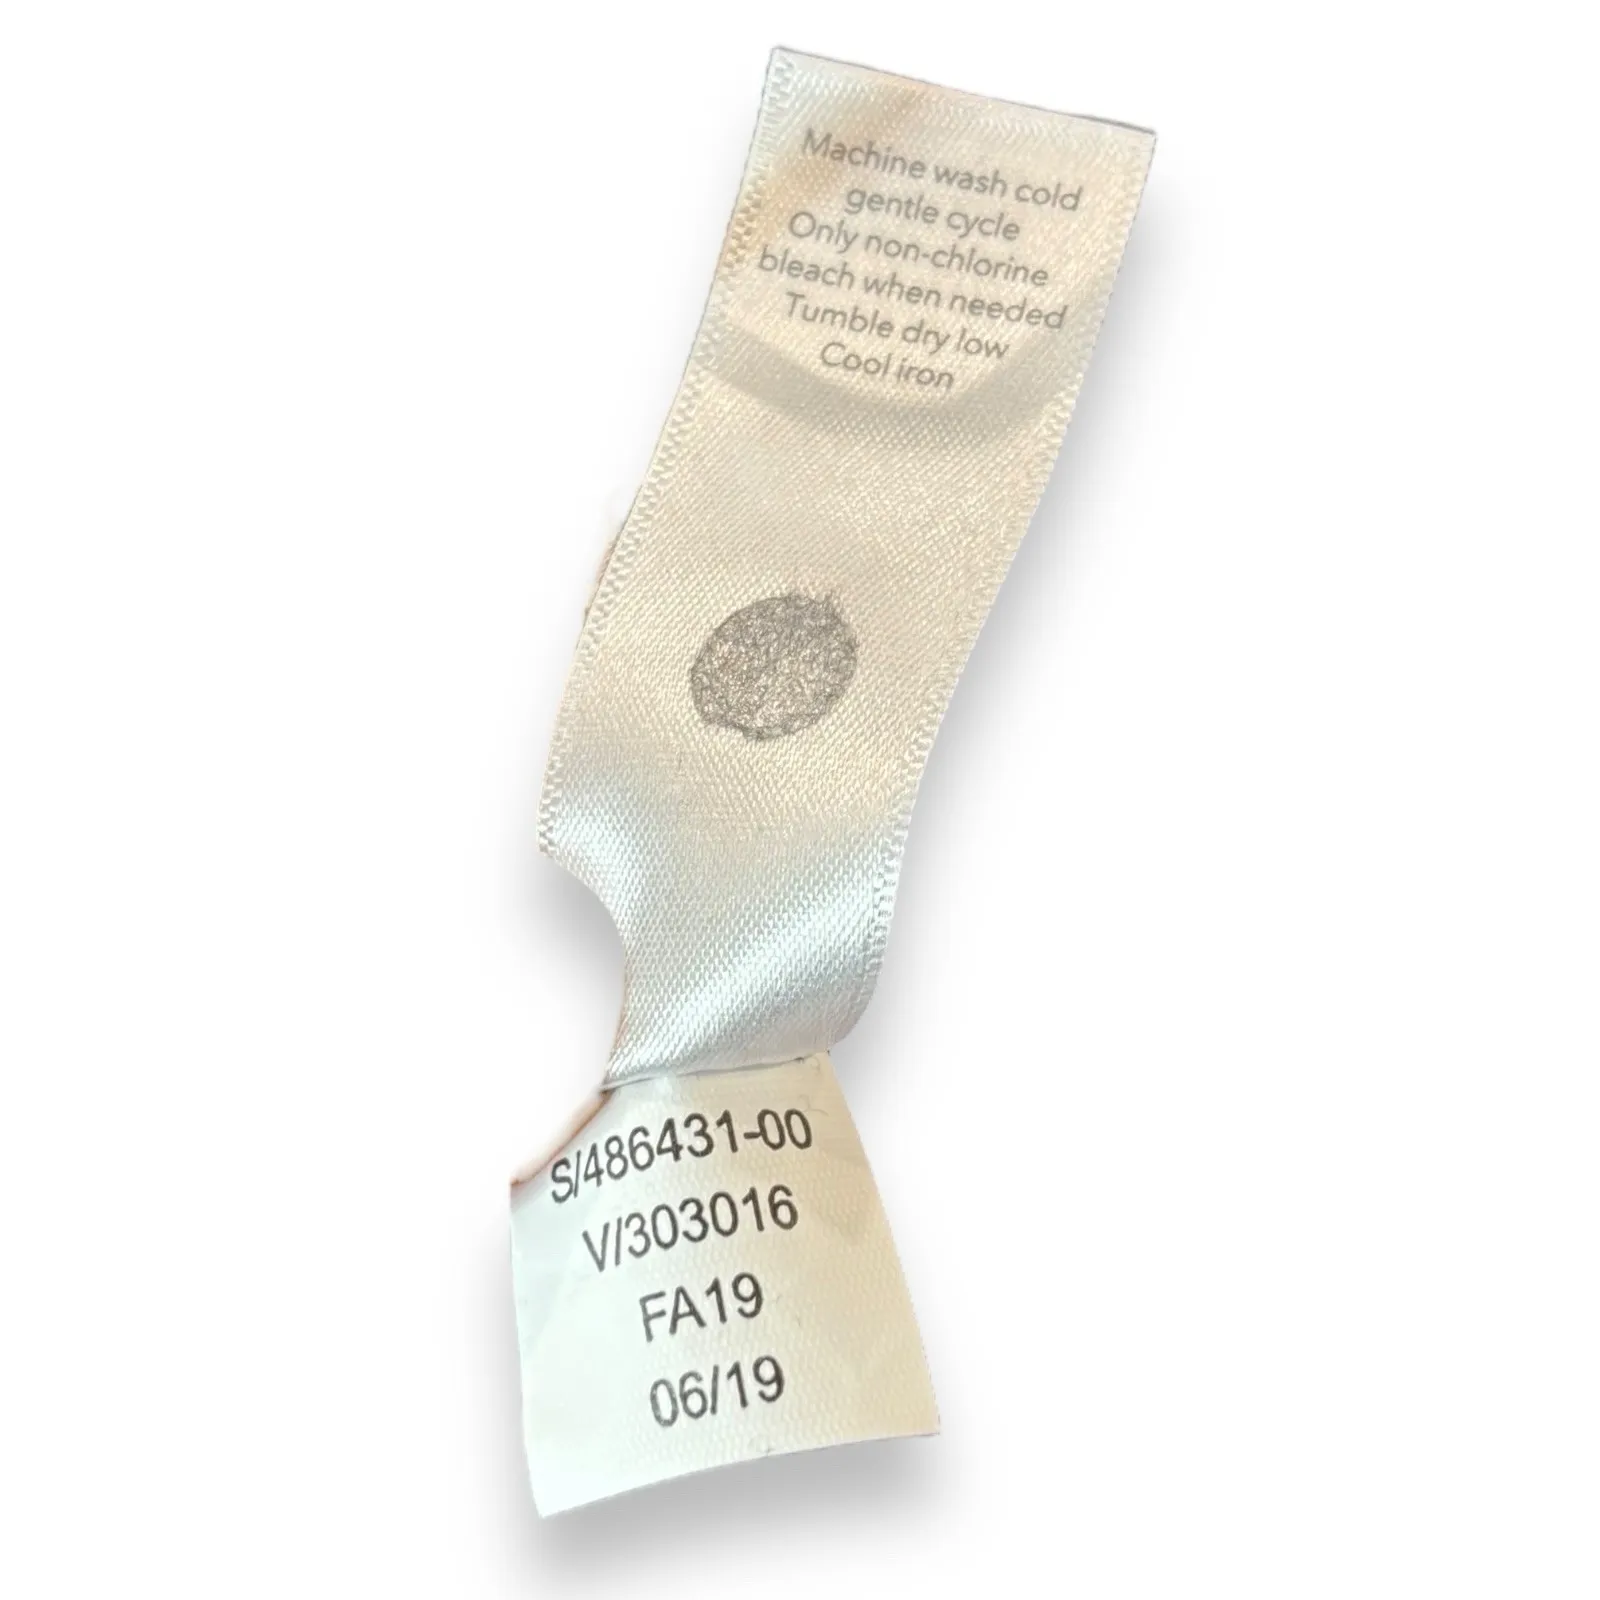 Machine wash cold
gentle cycle
Only non-chlorine
bleach when needed
Tumble dry low
Cool iron
S/486431-00
V/303016
FA19
06/19